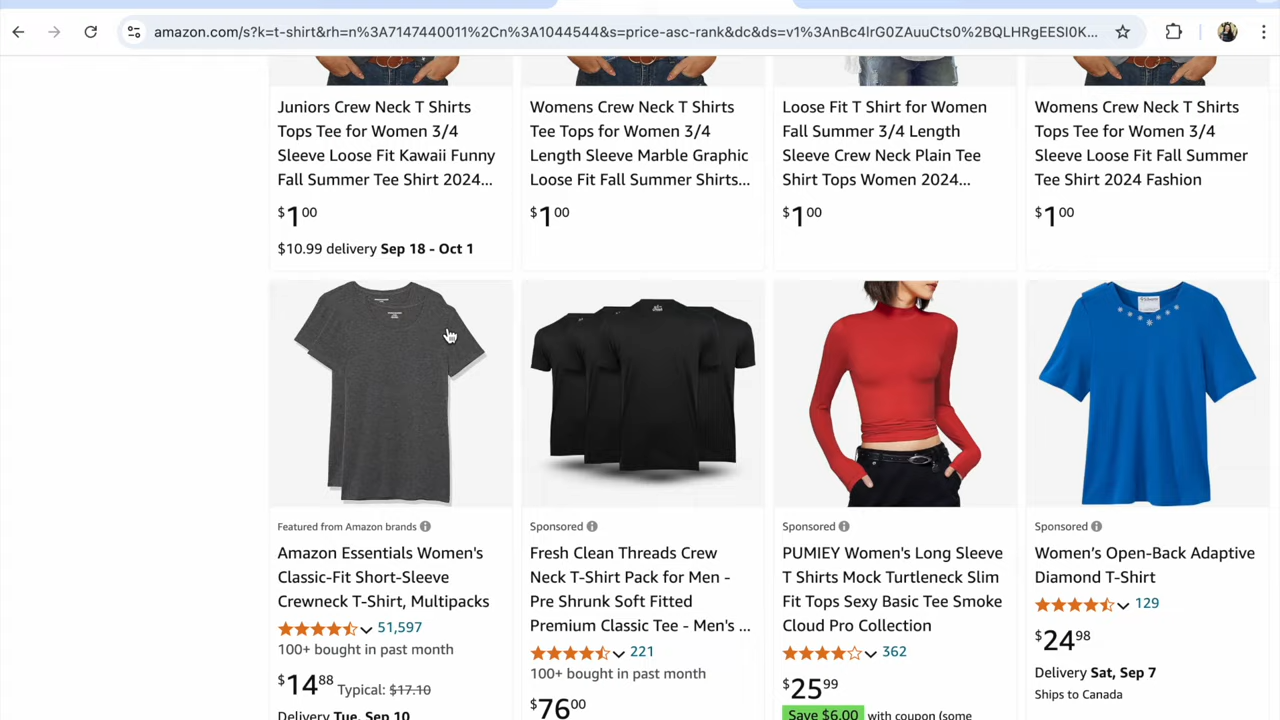 amazon.com/s?k=t-shirt&rh=n%3A7147440011%2Cn%3A1044544&s=price-asc-rank&dc&ds=v1%3AnBc4lrG0ZAuuCts0%2BQLHRgEESI0K...
Juniors Crew Neck T Shirts
Tops Tee for Women 3/4
Sleeve Loose Fit Kawaii Funny
Fall Summer Tee Shirt 2024...
$1.00
$10.99 delivery Sep 18 - Oct 1
Womens Crew Neck T Shirts
Tee Tops for Women 3/4
Length Sleeve Marble Graphic
Loose Fit Fall Summer Shirts...
$1.00
Loose Fit T Shirt for Women
Fall Summer 3/4 Length
Sleeve Crew Neck Plain Tee
Shirt Tops Women 2024...
$1.00
Womens Crew Neck T Shirts
Tops Tee for Women 3/4
Sleeve Loose Fit Fall Summer
Tee Shirt 2024 Fashion
$1.00
Featured from Amazon brands
Amazon Essentials Women's
Classic-Fit Short-Sleeve
Crewneck T-Shirt, Multipacks
51,597
100+ bought in past month
$14.88 Typical: $17.10
Delivery Tue, Sep 10
Sponsored
Fresh Clean Threads Crew
Neck T-Shirt Pack for Men -
Pre Shrunk Soft Fitted
Premium Classic Tee - Men's ...
221
100+ bought in past month
$76.00
Sponsored
PUMIEY Women's Long Sleeve
T Shirts Mock Turtleneck Slim
Fit Tops Sexy Basic Tee Smoke
Cloud Pro Collection
362
$25.99
Save $6.00 with coupon (some
Sponsored
Women’s Open-Back Adaptive
Diamond T-Shirt
129
$24.98
Delivery Sat, Sep 7
Ships to Canada